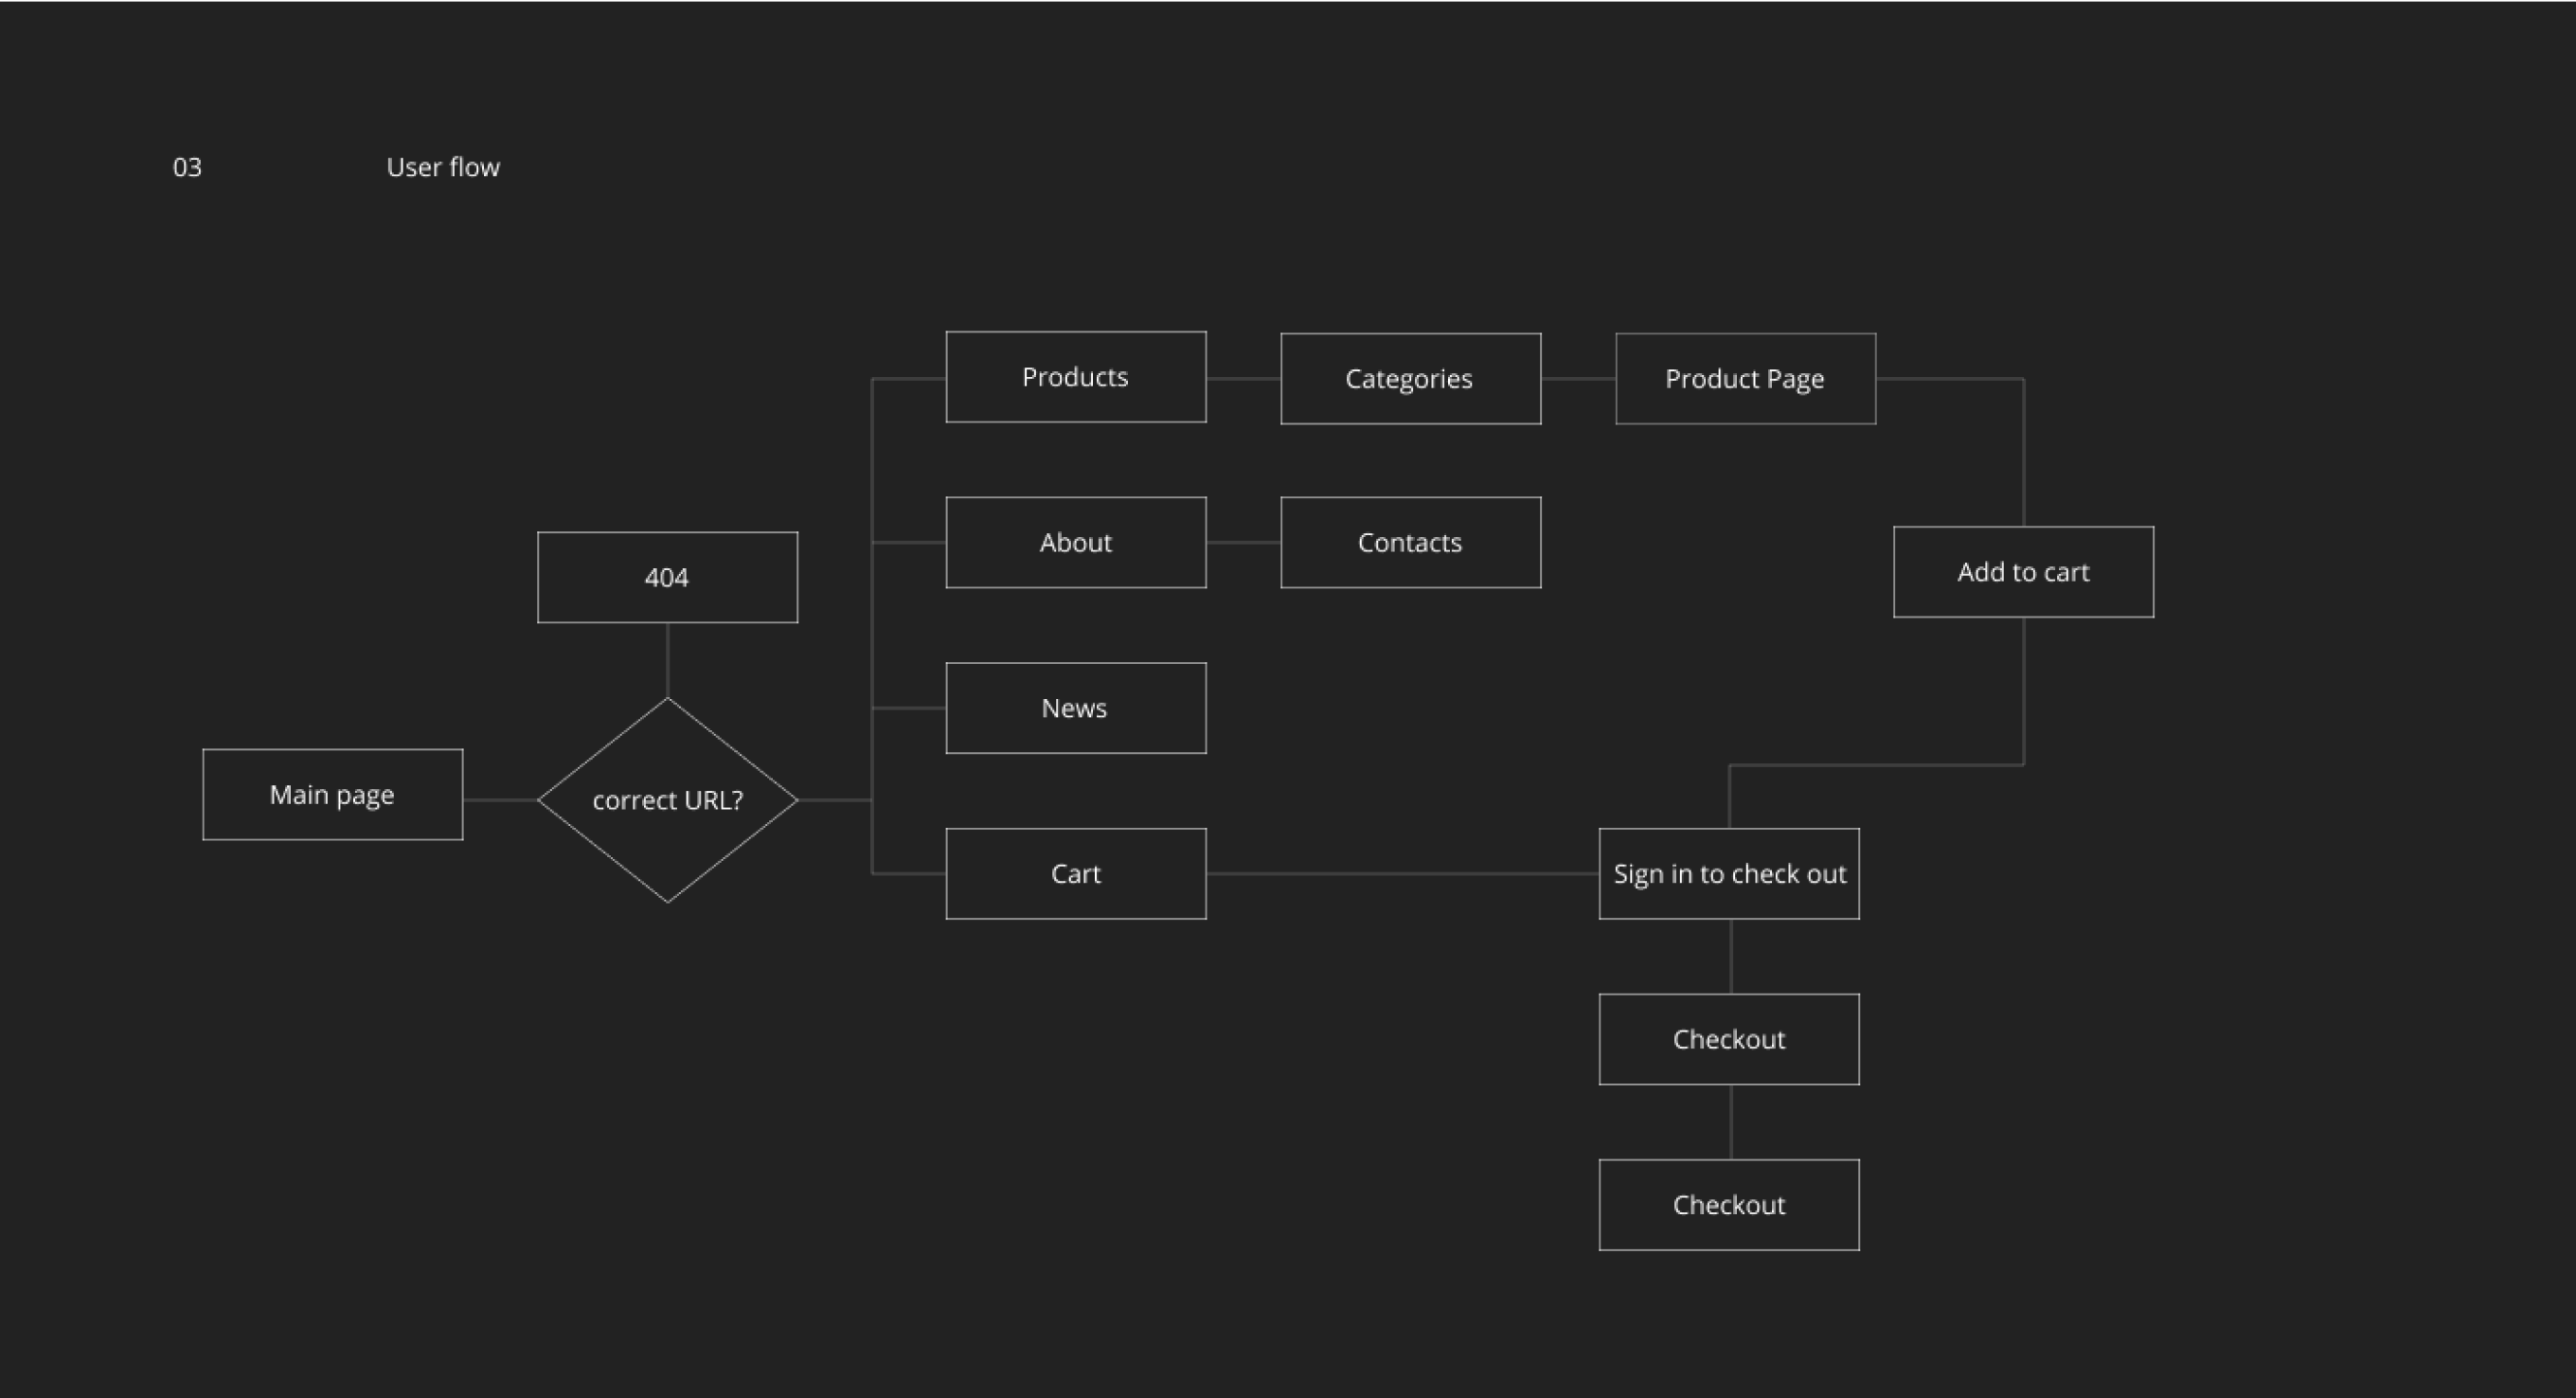 03
User flow
Products
Categories
Product Page
About
Contacts
Add to cart
404
News
Main page
correct URL?
Cart
Sign in to check out
Checkout
Checkout